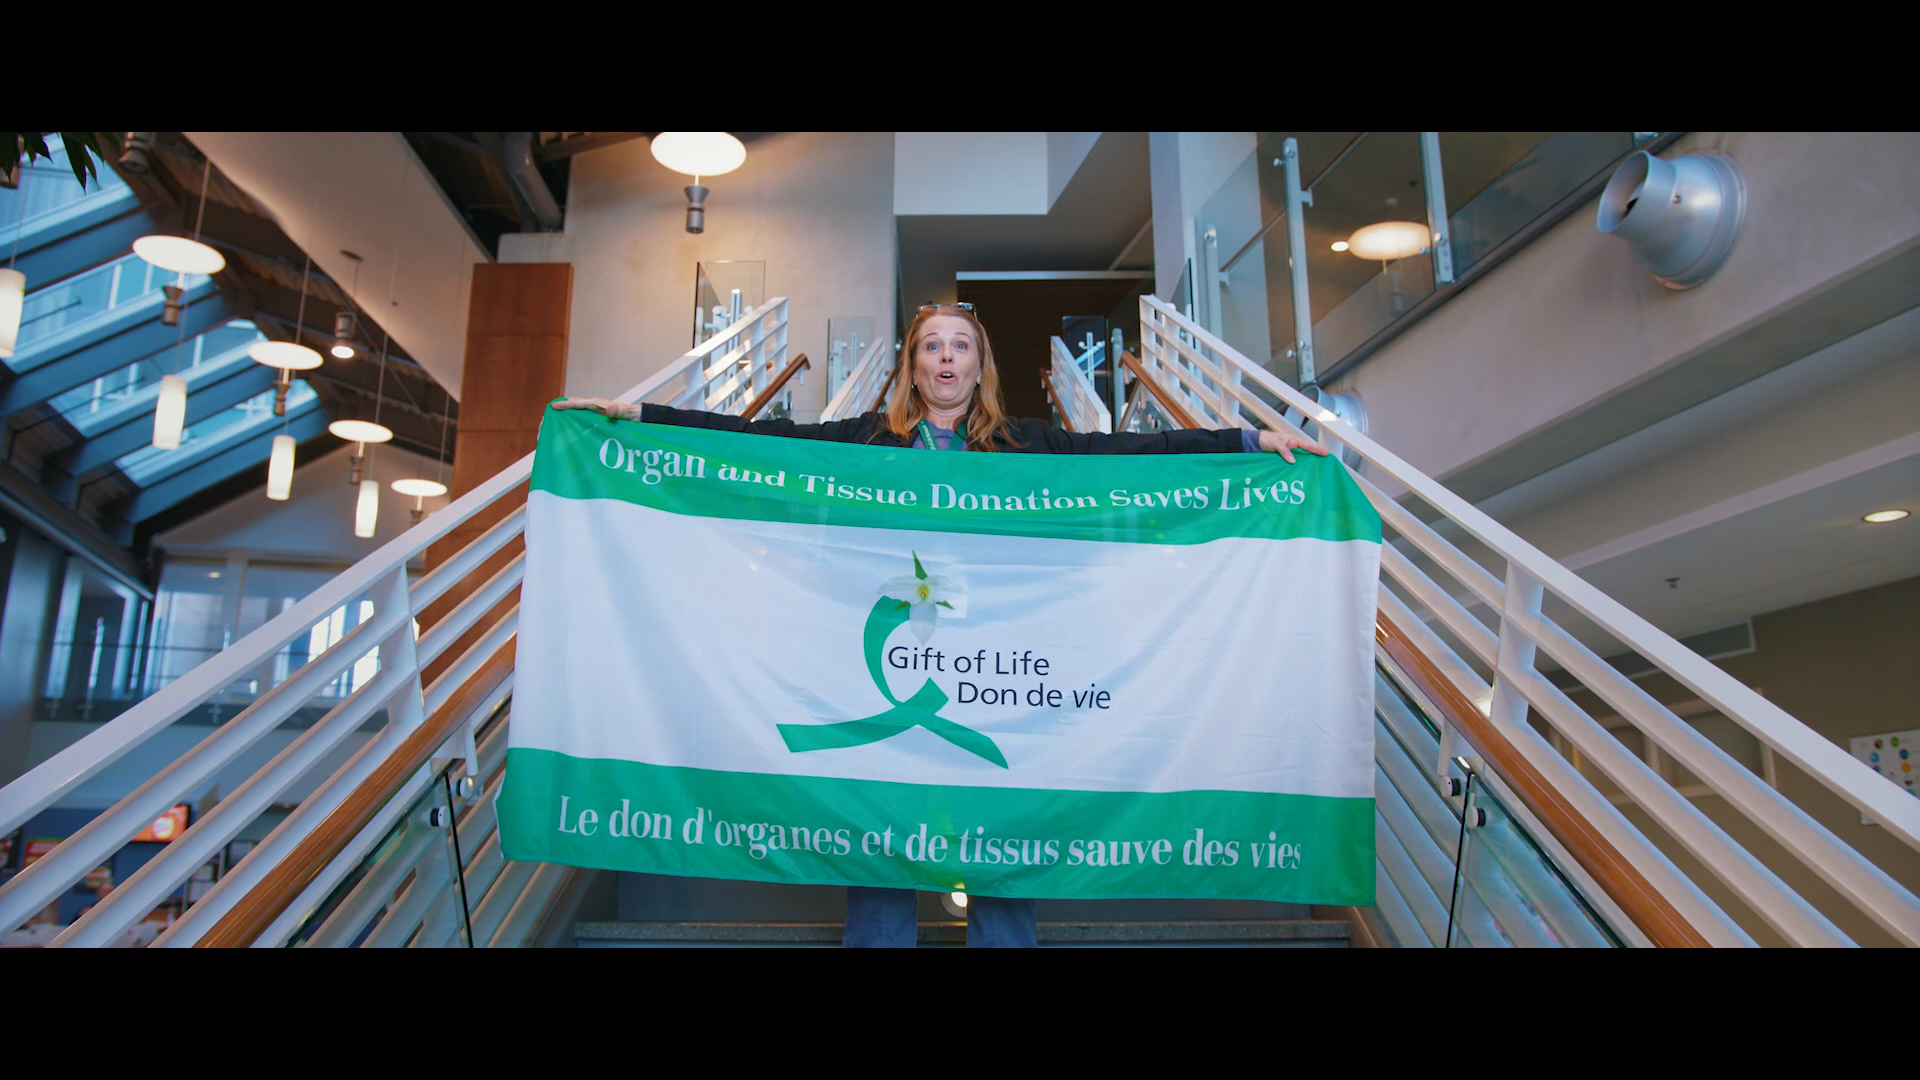 Organ and Tissue Donation Saves Lives
Gift of Life
Don de vie
Le don d'organes et de tissus sauve des vies